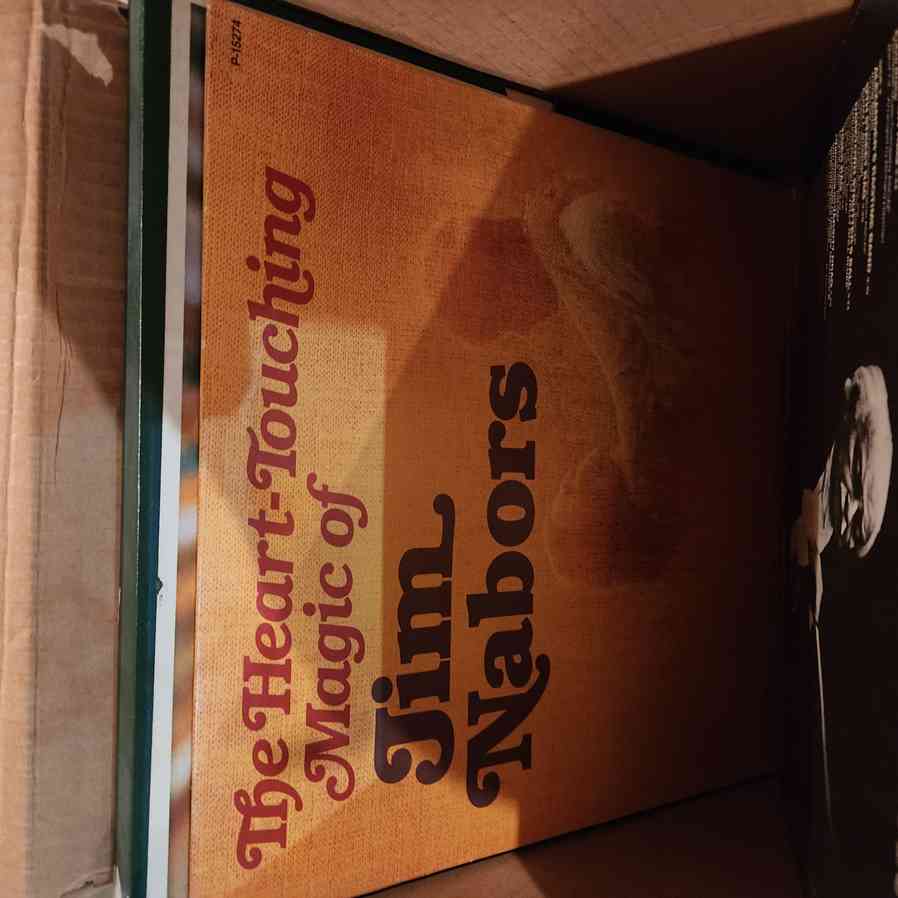 P-15274
The Heart-Touching
Magic of
Jim
Nabors